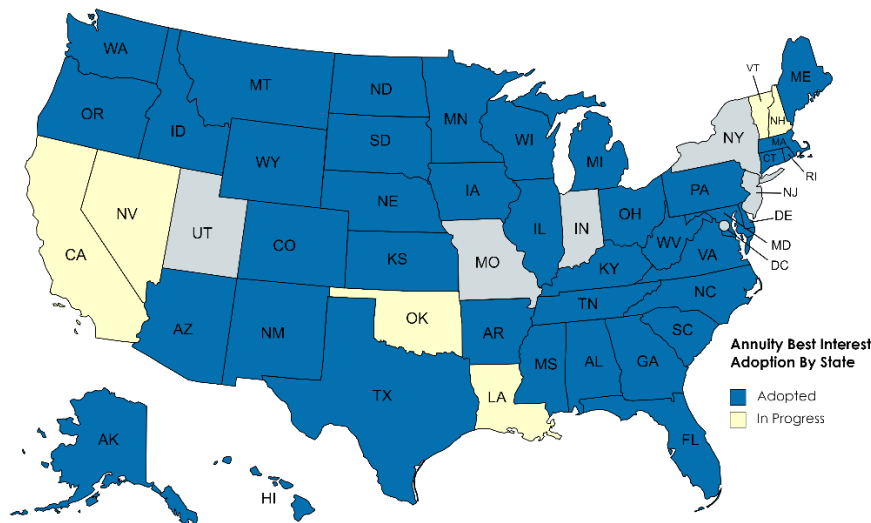 WA
MT
ND
MN
OR
ID
WY
SD
WI
MI
VT
NH
ME
NY
MA
CT
RI
NV
UT
CA
CO
NE
IA
IL
IN
OH
PA
NJ
DE
MD
DC
KS
MO
KY
WV
VA
AZ
NM
OK
AR
TN
NC
SC
MS
AL
GA
TX
LA
FL
AK
HI
Annuity Best Interest
Adoption By State
Adopted
In Progress